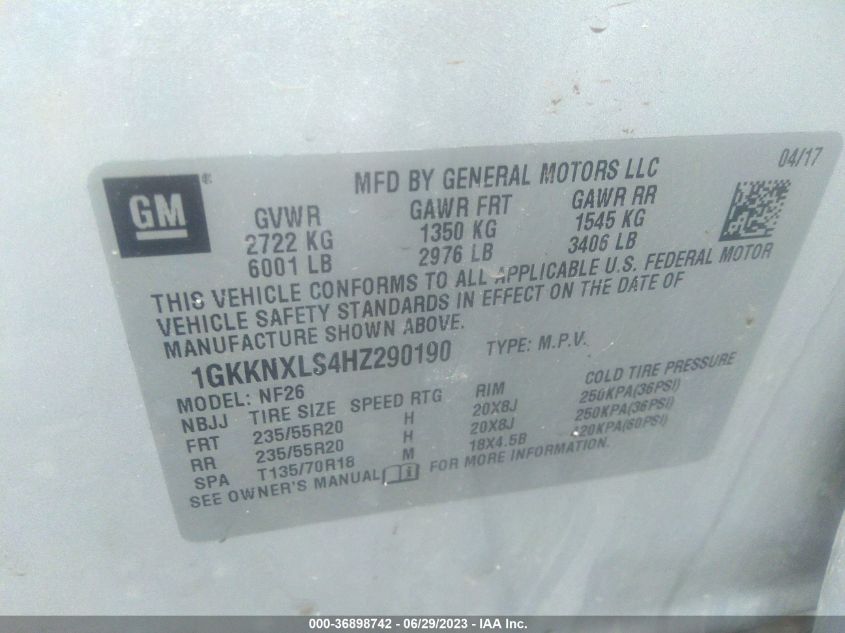 04/17
GM®
MFD BY GENERAL MOTORS LLC
GVWR GAWR FRT GAWR RR
2722 KG 1350 KG 1545 KG
6001 LB 2976 LB 3406 LB
THIS VEHICLE CONFORMS TO ALL APPLICABLE U.S. FEDERAL MOTOR
VEHICLE SAFETY STANDARDS IN EFFECT ON THE DATE OF
MANUFACTURE SHOWN ABOVE.
1GKKNXLS4HZ290190 TYPE: M.P.V.
MODEL: NF26
NBJJ TIRE SIZE SPEED RTG RIM COLD TIRE PRESSURE
FRT 235/55R20 H 20X8J 250KPA(36PSI)
RR 235/55R20 H 20X8J 250KPA(36PSI)
SPA T135/70R18 M 18X4.5B 420KPA(60PSI)
SEE OWNER'S MANUAL FOR MORE INFORMATION.
000-36898742 - 06/29/2023 - IAA Inc.